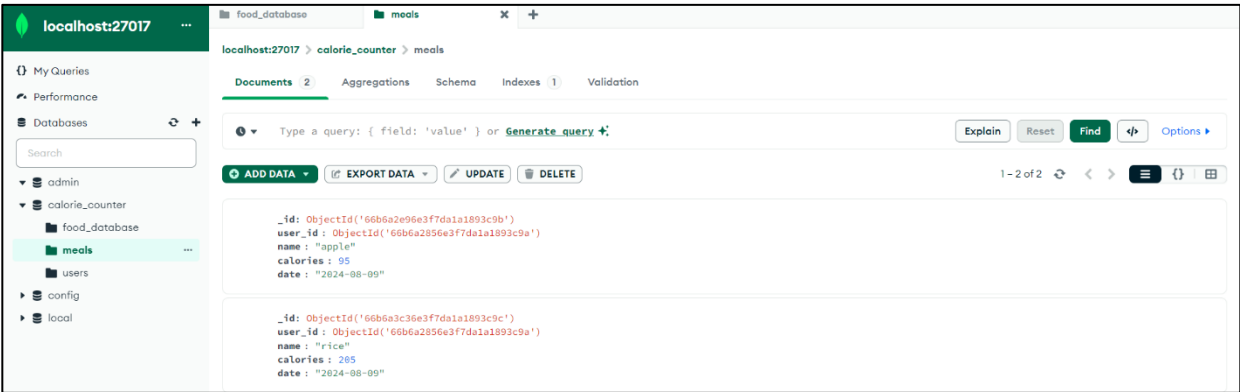 localhost:27017 ...
food_database
meals
localhost:27017 > calorie_counter > meals
{} My Queries
Performance
Databases
Search
admin
calorie_counter
food_database
meals ...
users
config
local
Documents 2 Aggregations Schema Indexes 1 Validation
Type a query: { field: 'value' } or Generate query
Explain Reset Find </> Options
ADD DATA EXPORT DATA UPDATE DELETE
1 – 2 of 2 {}
_id: ObjectId('66b6a2e96e3f7da1a1893c9b')
user_id : ObjectId('66b6a2856e3f7da1a1893c9a')
name : "apple"
calories : 95
date : "2024-08-09"
_id: ObjectId('66b6a3c36e3f7da1a1893c9c')
user_id : ObjectId('66b6a2856e3f7da1a1893c9a')
name : "rice"
calories : 205
date : "2024-08-09"